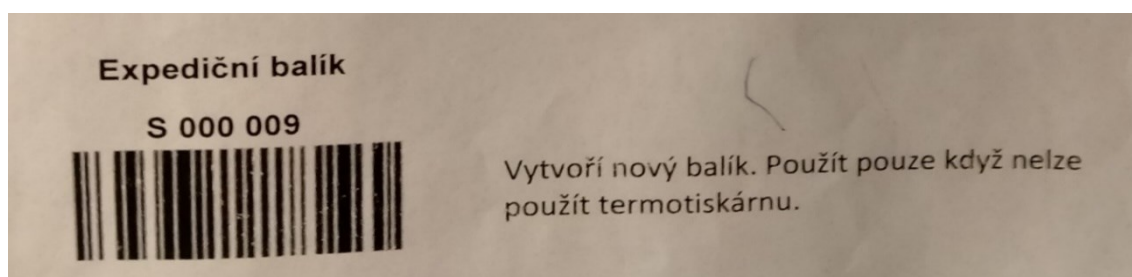 Expediční balík
S 000 009
Vytvoří nový balík. Použít pouze když nelze
použít termotiskárnu.